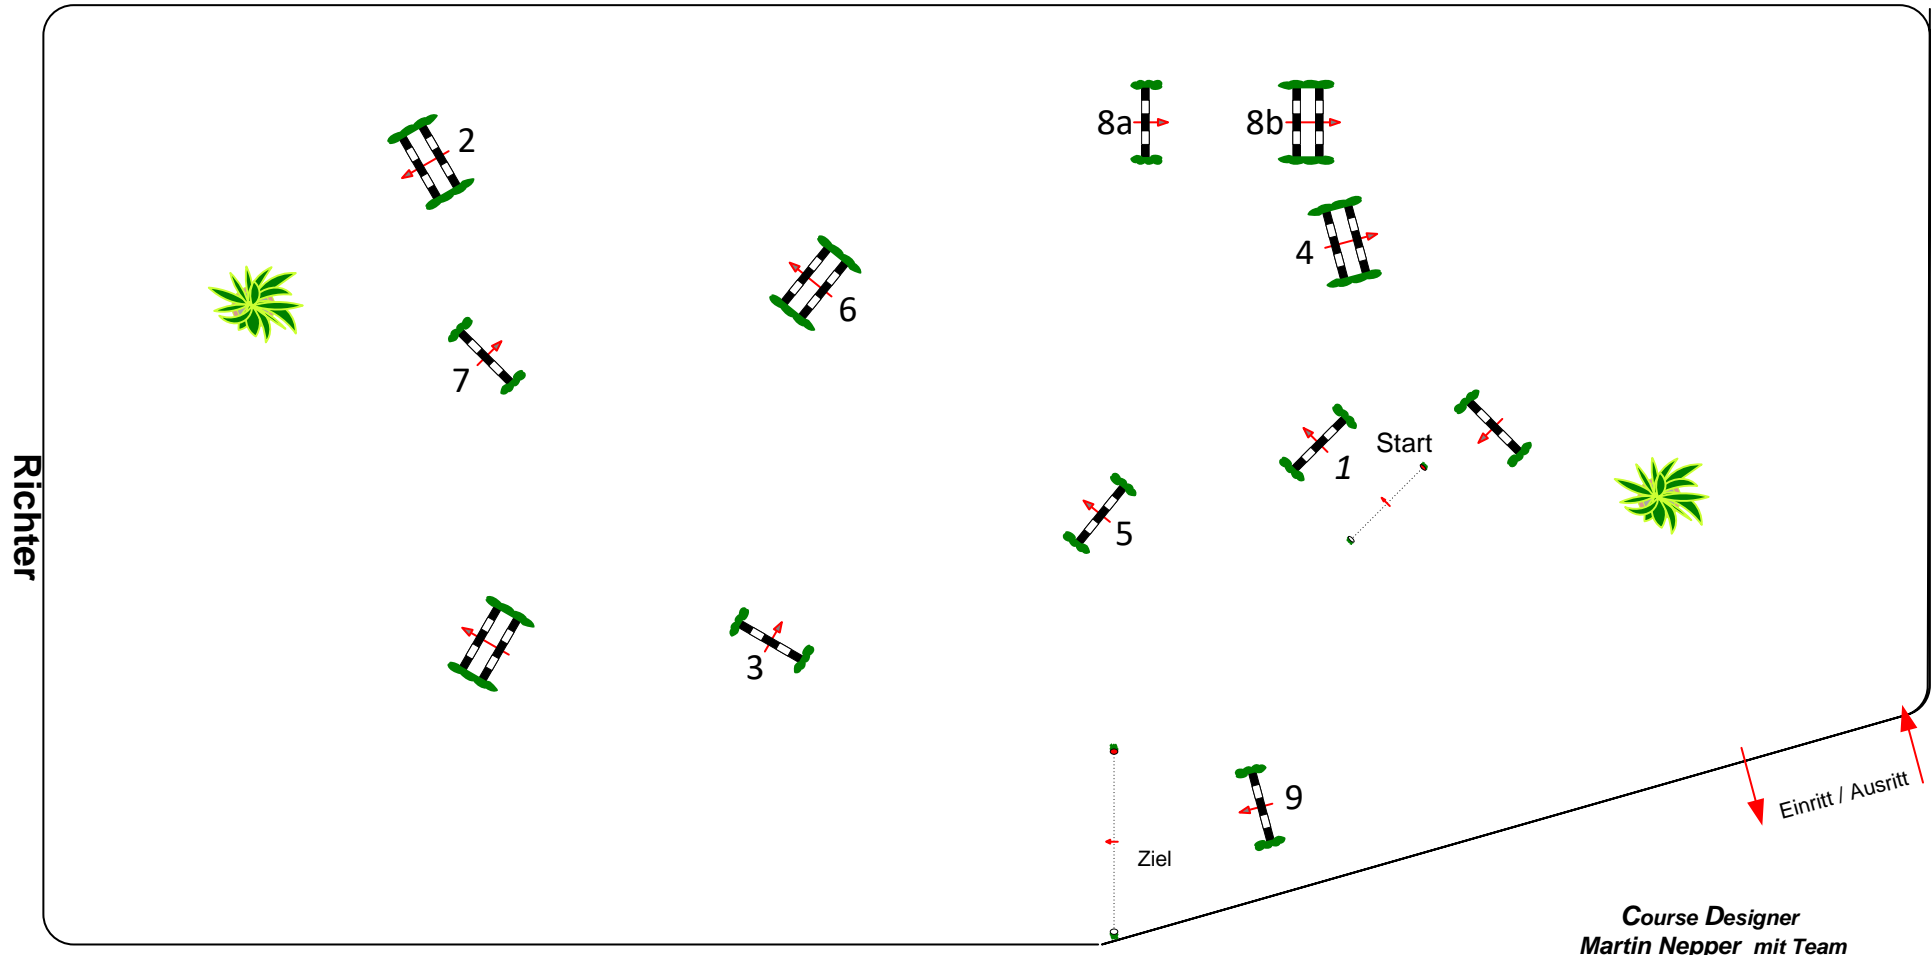 2
8a
8b
4
6
7
Start
1
5
Richter
3
9
Einritt / Ausritt
Ziel
Course Designer
Martin Nepper mit Team